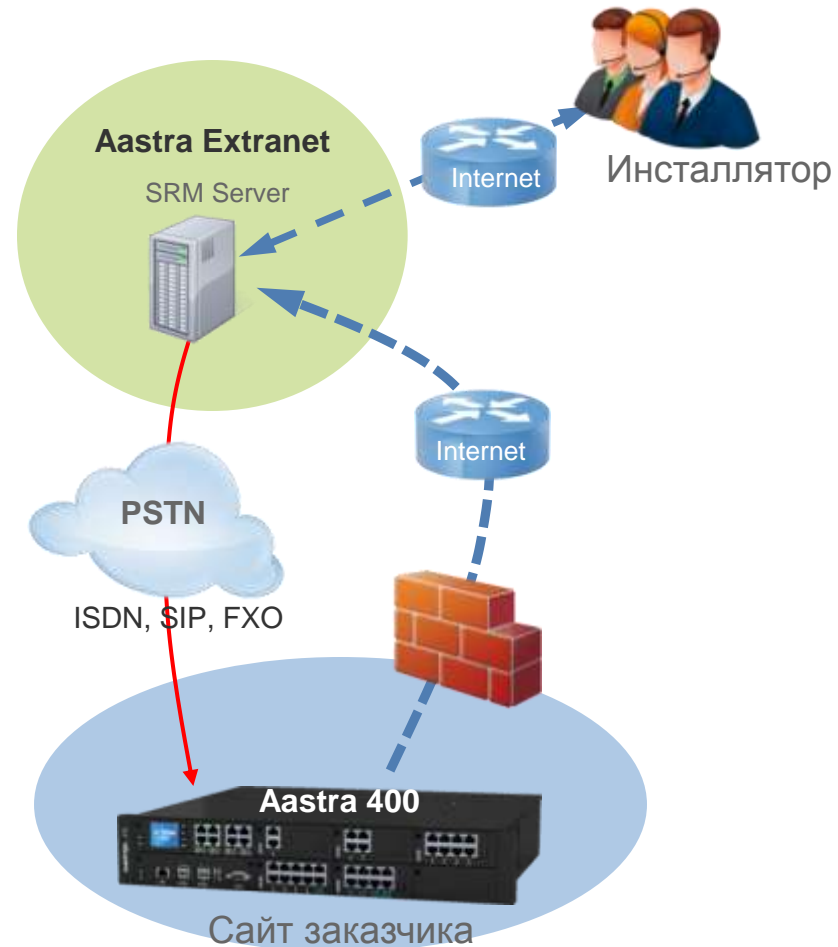 Aastra Extranet
SRM Server
Internet
Инсталлятор
Internet
PSTN
ISDN, SIP, FXO
Aastra 400
Сайт заказчика